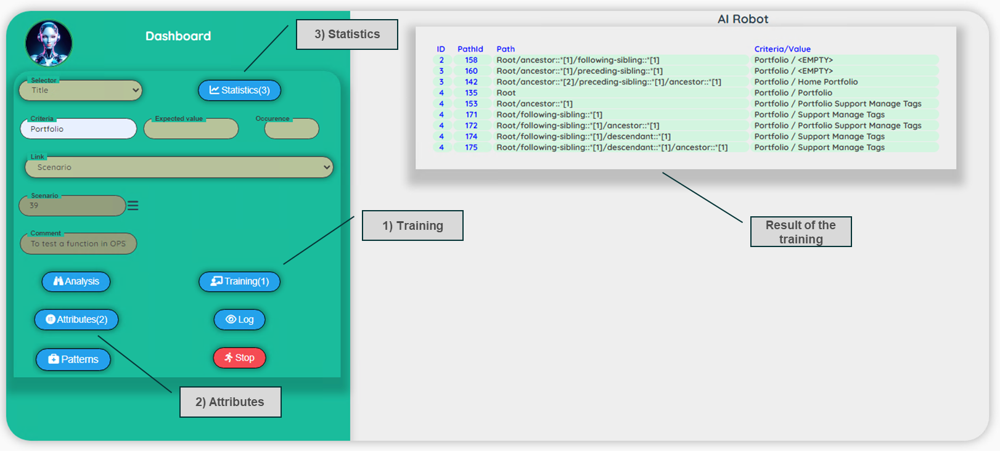 AI Robot
Dashboard
3) Statistics
Selector
Title
Statistics(3)
Criteria
Portfolio
Expected value
Occurence
Link
Scenario
Scenario
39
Comment
To test a function in OPS
1) Training
Analysis
Training(1)
Attributes(2)
Log
Patterns
Stop
2) Attributes
ID PathId Path Criteria/Value
2 158 Root/ancestor::*[1]/following-sibling::*[1] Portfolio / <EMPTY>
3 160 Root/ancestor::*[1]/preceding-sibling::*[1] Portfolio / <EMPTY>
3 142 Root/ancestor::*[2]/preceding-sibling::*[1]/ancestor::*[1] Portfolio / Home Portfolio
4 135 Root Portfolio / Portfolio
4 153 Root/ancestor::*[1] Portfolio / Portfolio Support Manage Tags
4 171 Root/following-sibling::*[1] Portfolio / Support Manage Tags
4 172 Root/following-sibling::*[1]/ancestor::*[1] Portfolio / Portfolio Support Manage Tags
4 174 Root/following-sibling::*[1]/descendant::*[1] Portfolio / Support Manage Tags
4 175 Root/following-sibling::*[1]/descendant::*[1]/ancestor::*[1] Portfolio / Support Manage Tags
Result of the
training